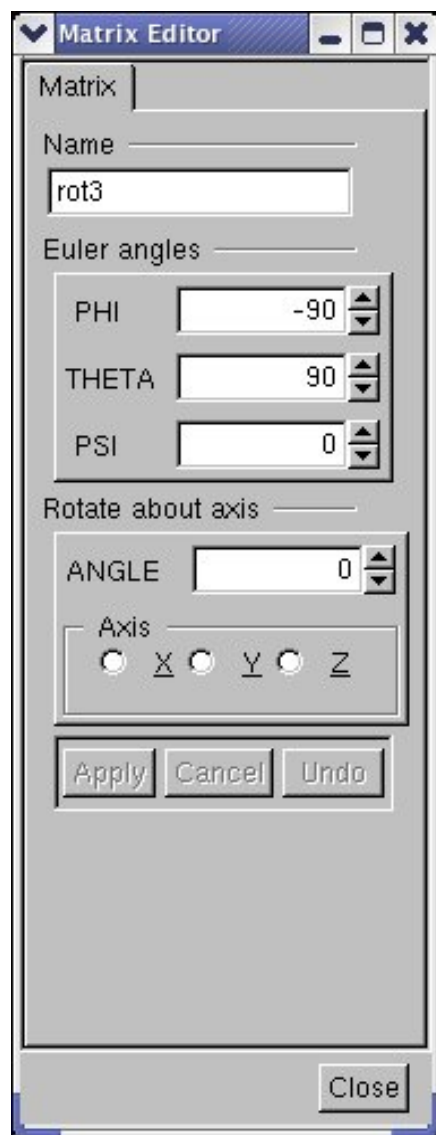 Matrix Editor
Matrix
Name
rot3
Euler angles
PHI -90
THETA 90
PSI 0
Rotate about axis
ANGLE 0
Axis
X Y Z
Apply Cancel Undo
Close